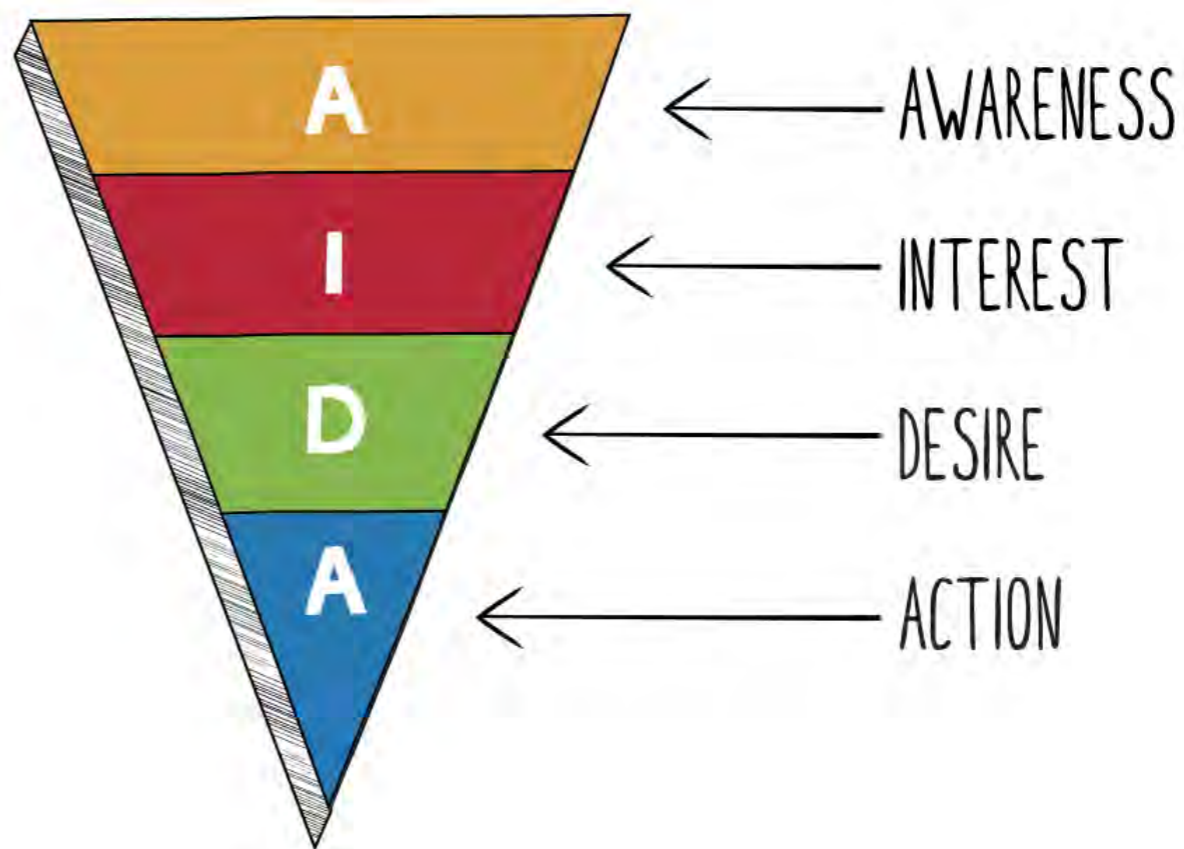 A
AWARENESS
I
INTEREST
D
DESIRE
A
ACTION